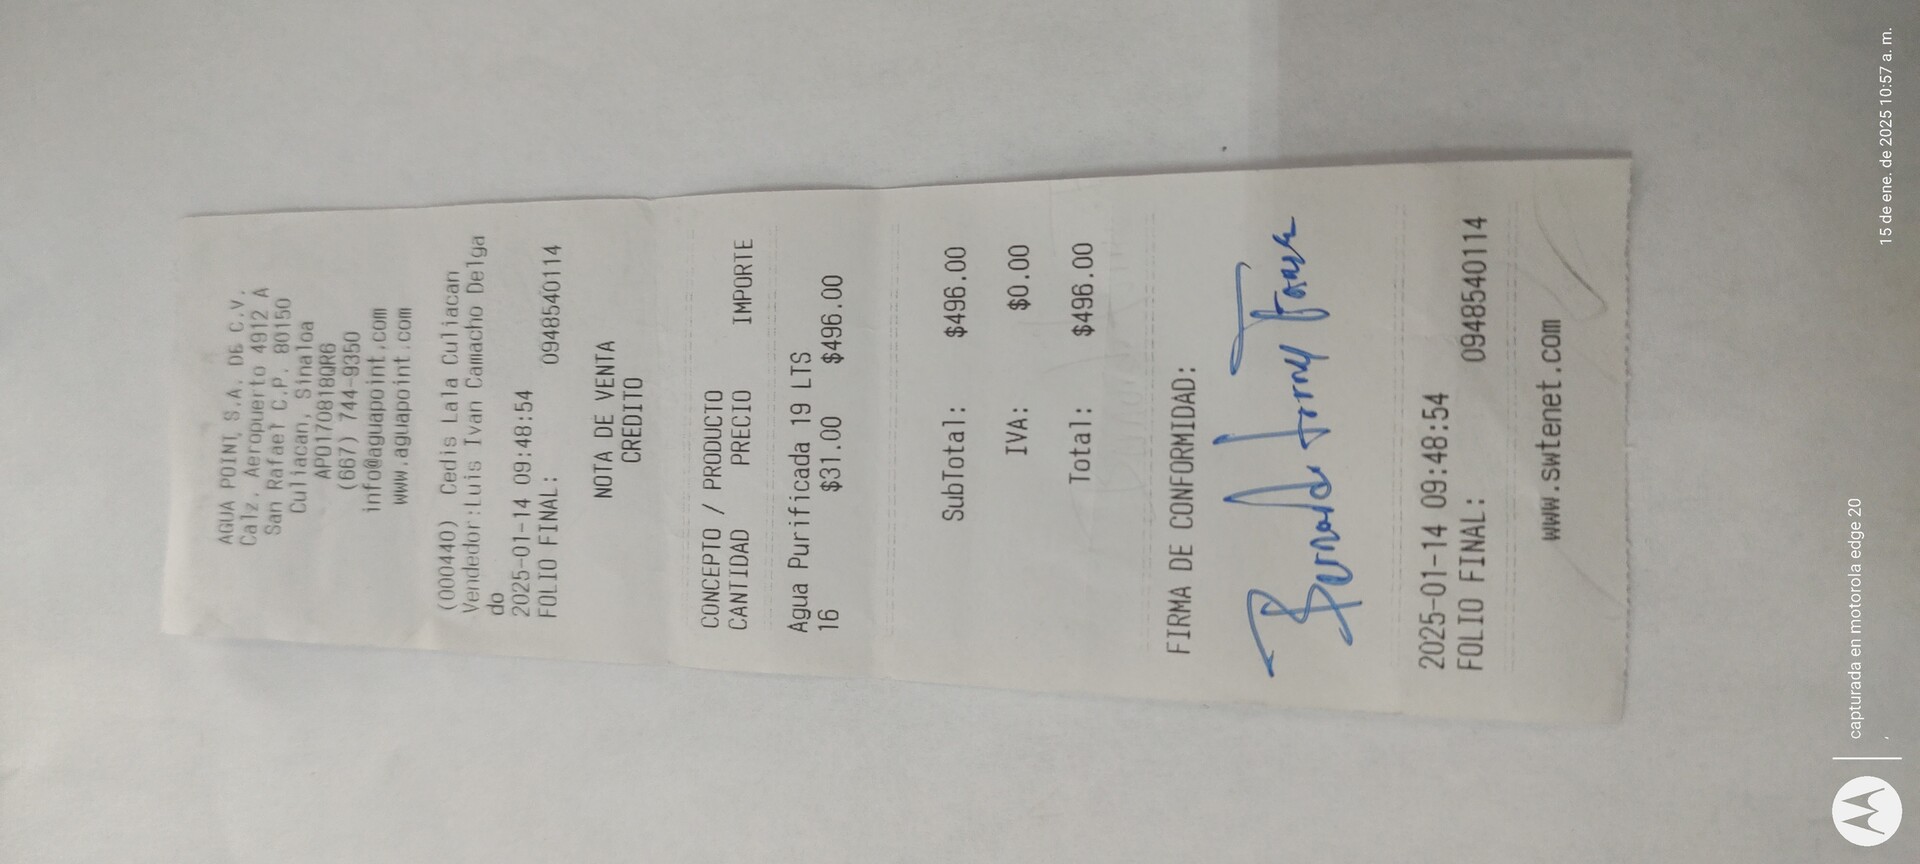 AGUA POINT, S.A. DE C.V.
Calz. Aeropuerto 4912 A
San Rafael C.P. 80150
Culiacan, Sinaloa
APO170818QR6
(667) 744-9350
info@aguapoint.com
www.aguapoint.com
(000440) Cedis Lala Culiacan
Vendedor:Luis Ivan Camacho Delga
do
2025-01-14 09:48:54
FOLIO FINAL: 0948540114
NOTA DE VENTA
CREDITO
CONCEPTO / PRODUCTO
CANTIDAD PRECIO IMPORTE
Agua Purificada 19 LTS
16 $31.00 $496.00
SubTotal: $496.00
IVA: $0.00
Total: $496.00
FIRMA DE CONFORMIDAD:
2025-01-14 09:48:54
FOLIO FINAL: 0948540114
www.swtenet.com
capturada en motorola edge 20
15 de ene. de 2025 10:57 a. m.